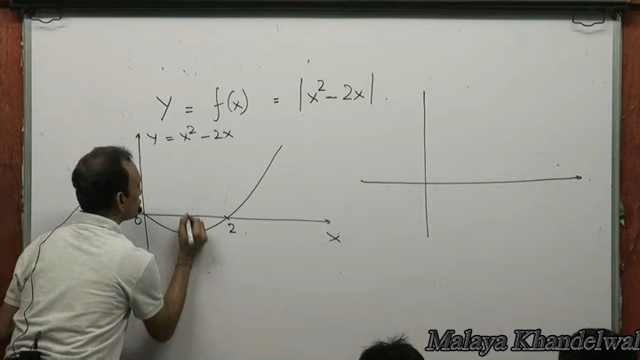 y = f(x) = |x² - 2x|.
y = x² - 2x
0
2
x
Malaya Khandelwal